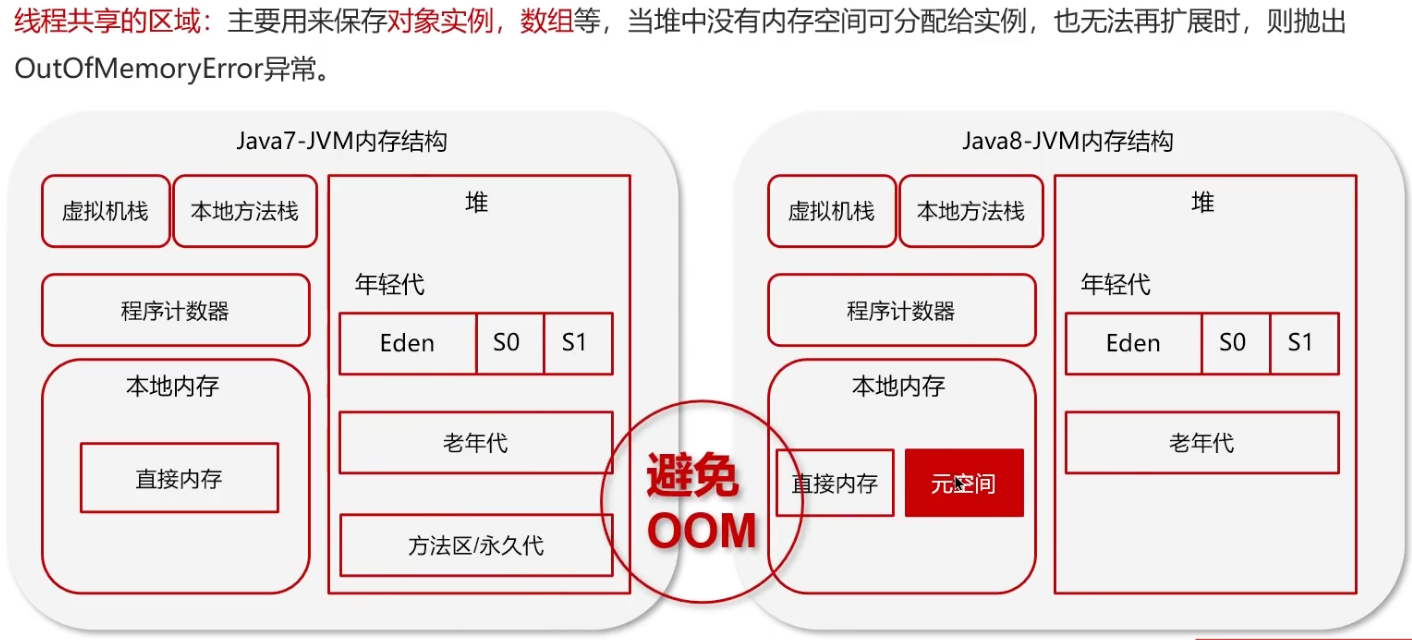 线程共享的区域：主要用来保存对象实例，数组等，当堆中没有内存空间可分配给实例，也无法再扩展时，则抛出
OutOfMemoryError异常。
Java7-JVM内存结构
虚拟机栈
本地方法栈
堆
程序计数器
年轻代
Eden
S0
S1
本地内存
直接内存
老年代
方法区/永久代
避免
OOM
Java8-JVM内存结构
虚拟机栈
本地方法栈
堆
程序计数器
年轻代
Eden
S0
S1
本地内存
直接内存
元空间
老年代